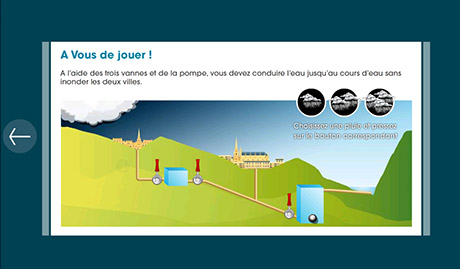 A Vous de jouer !
A l'aide des trois vannes et de la pompe, vous devez conduire l'eau jusqu'au cours d'eau sans
inonder les deux villes.
Choisissez une pluie et pressez
sur le bouton correspondant